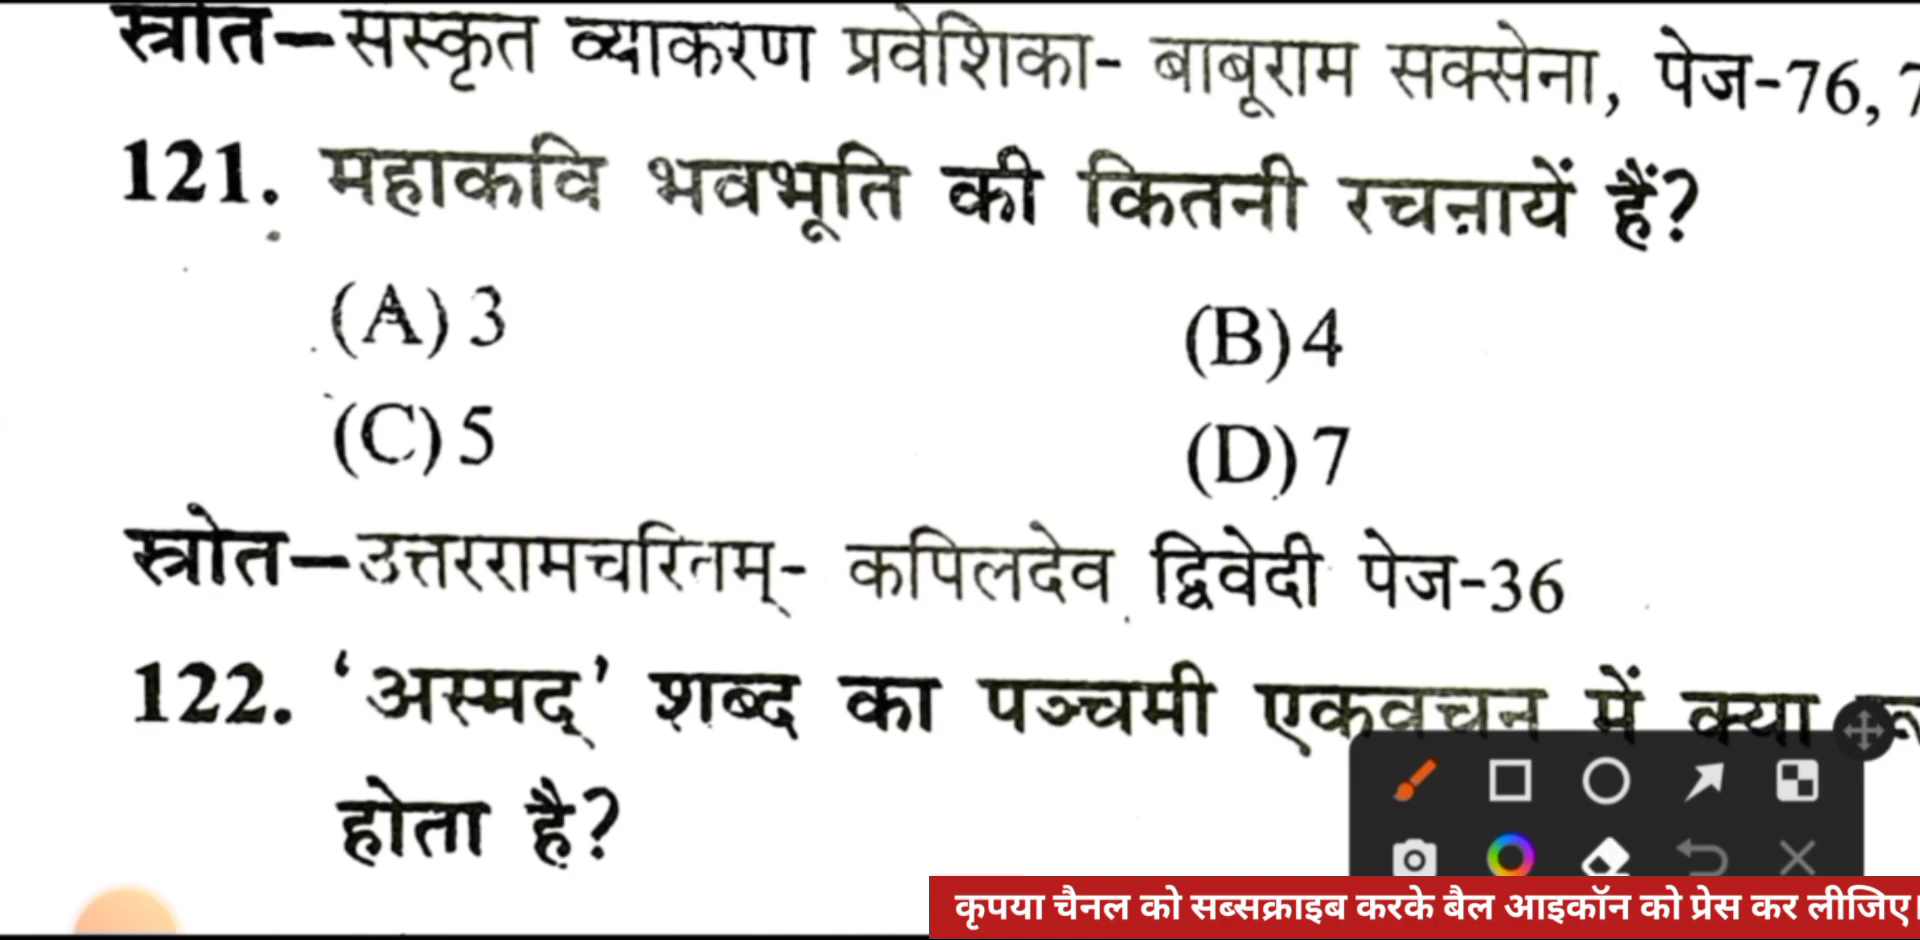 स्त्रोत–संस्कृत व्याकरण प्रवेशिका- बाबूराम सक्सेना, पेज-76, 7
121. महाकवि भवभूति की कितनी रचनायें हैं?
(A) 3
(B) 4
(C) 5
(D) 7
स्त्रोत–उत्तररामचरितम्- कपिलदेव द्विवेदी पेज-36
122. ‘अस्मद्’ शब्द का पञ्चमी एकवचन में क्या
होता है?
कृपया चैनल को सब्सक्राइब करके बैल आइकॉन को प्रेस कर लीजिए।